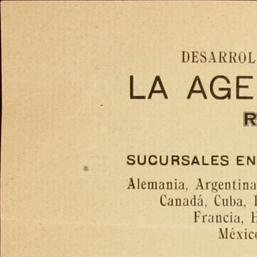 DESARROL
LA AGE
R
SUCURSALES EN
Alemania, Argentina
Canadá, Cuba,
Francia,
México